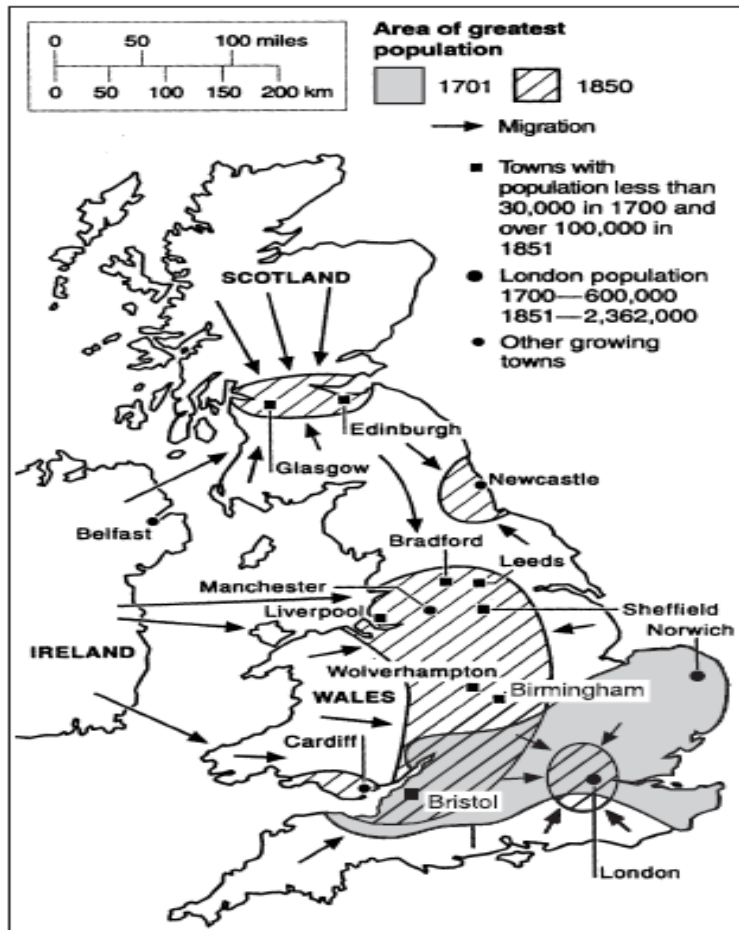 0 50 100 miles
0 50 100 150 200 km
Area of greatest
population
1701 1850
Migration
Towns with
population less than
30,000 in 1700 and
over 100,000 in
1851
London population
1700—600,000
1851—2,362,000
Other growing
towns
SCOTLAND
Edinburgh
Glasgow
Newcastle
Belfast
Bradford
Leeds
Manchester
Liverpool
Sheffield
Norwich
IRELAND
Wolverhampton
WALES
Birmingham
Cardiff
Bristol
London